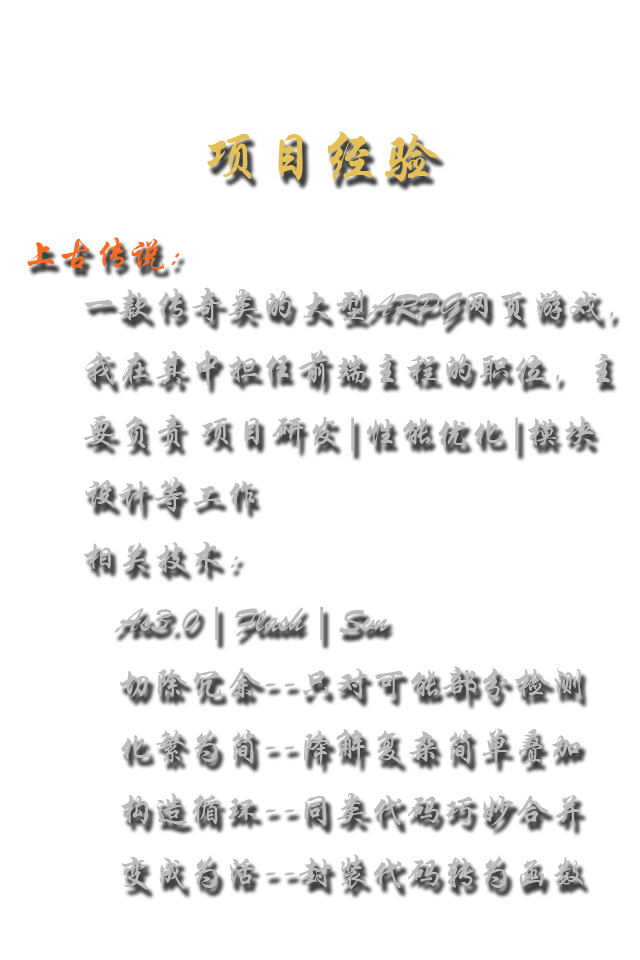 项目经验
上古传说：
一款传奇类的大型ARPG网页游戏，
我在其中担任前端主程的职位，主
要负责 项目研发|性能优化|模块
设计等工作
相关技术：
As3.0 | Flash | Svn
切除冗余--只对可能部分检测
化繁为简--降解复杂简单叠加
构造循环--同类代码巧妙合并
变成为活--封装代码转为函数